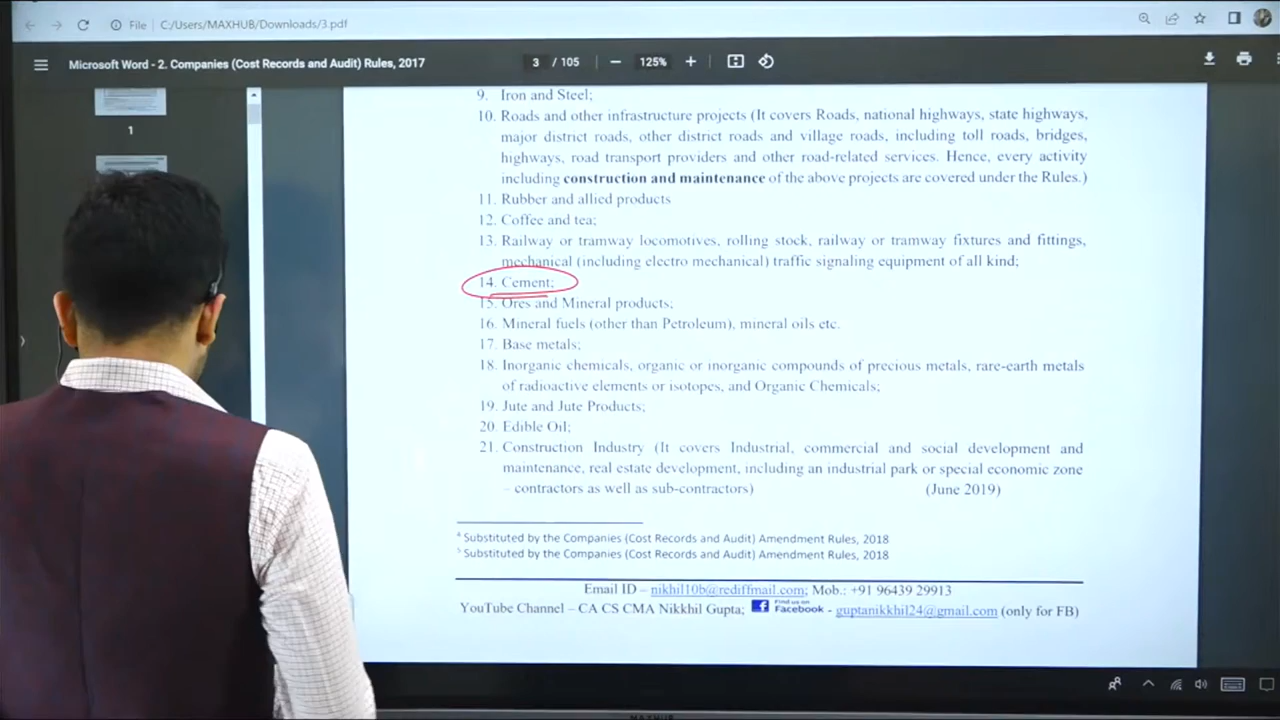 File C:/Users/MAXHUB/Downloads/3.pdf
Microsoft Word - 2. Companies (Cost Records and Audit) Rules, 2017 3 / 105 125%
1
9. Iron and Steel;
10. Roads and other infrastructure projects (It covers Roads, national highways, state highways,
major district roads, other district roads and village roads, including toll roads, bridges,
highways, road transport providers and other road-related services. Hence, every activity
including construction and maintenance of the above projects are covered under the Rules.)
11. Rubber and allied products
12. Coffee and tea;
13. Railway or tramway locomotives, rolling stock, railway or tramway fixtures and fittings,
mechanical (including electro mechanical) traffic signaling equipment of all kind;
14. Cement;
15. Ores and Mineral products;
16. Mineral fuels (other than Petroleum), mineral oils etc.
17. Base metals;
18. Inorganic chemicals, organic or inorganic compounds of precious metals, rare-earth metals
of radioactive elements or isotopes, and Organic Chemicals;
19. Jute and Jute Products;
20. Edible Oil;
21. Construction Industry (It covers Industrial, commercial and social development and
maintenance, real estate development, including an industrial park or special economic zone
– contractors as well as sub-contractors) (June 2019)
4 Substituted by the Companies (Cost Records and Audit) Amendment Rules, 2018
5 Substituted by the Companies (Cost Records and Audit) Amendment Rules, 2018
Email ID – nikhil10b@rediffmail.com; Mob.: +91 96439 29913
YouTube Channel – CA CS CMA Nikkhil Gupta; Find us on Facebook - guptanikkhil24@gmail.com (only for FB)
MAXHUB